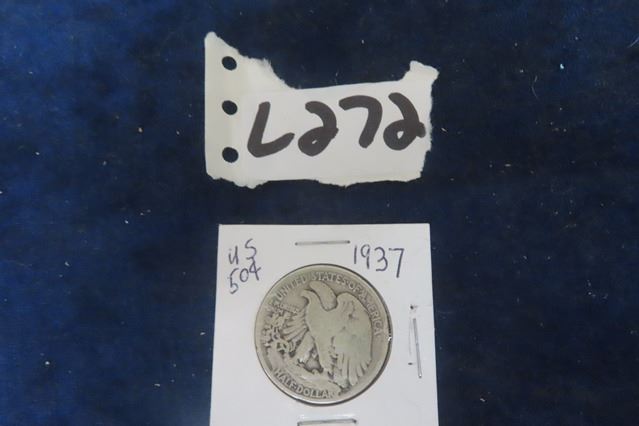 L272
US 1937
50¢
UNITED STATES OF AMERICA
HALF DOLLAR